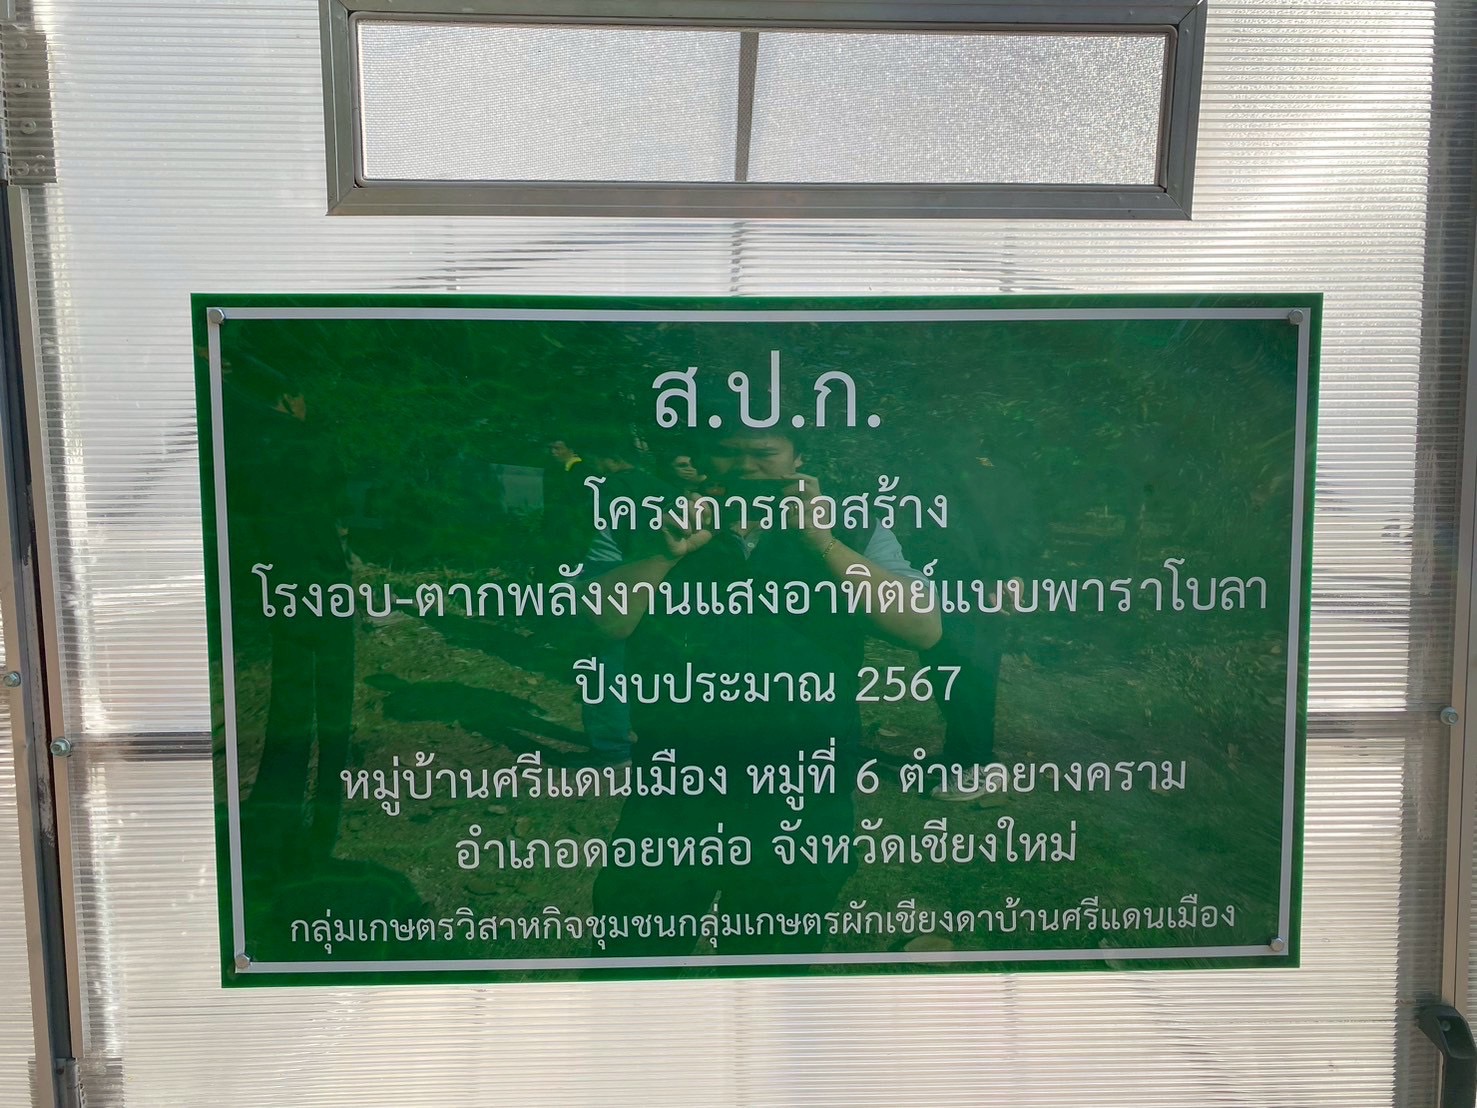 ส.ป.ก.
โครงการก่อสร้าง
โรงอบ-ตากพลังงานแสงอาทิตย์แบบพาราโบลา
ปีงบประมาณ 2567
หมู่บ้านศรีแดนเมือง หมู่ที่ 6 ตำบลยางคราม
อำเภอดอยหล่อ จังหวัดเชียงใหม่
กลุ่มเกษตรวิสาหกิจชุมชนกลุ่มเกษตรผักเชียงดาบ้านศรีแดนเมือง